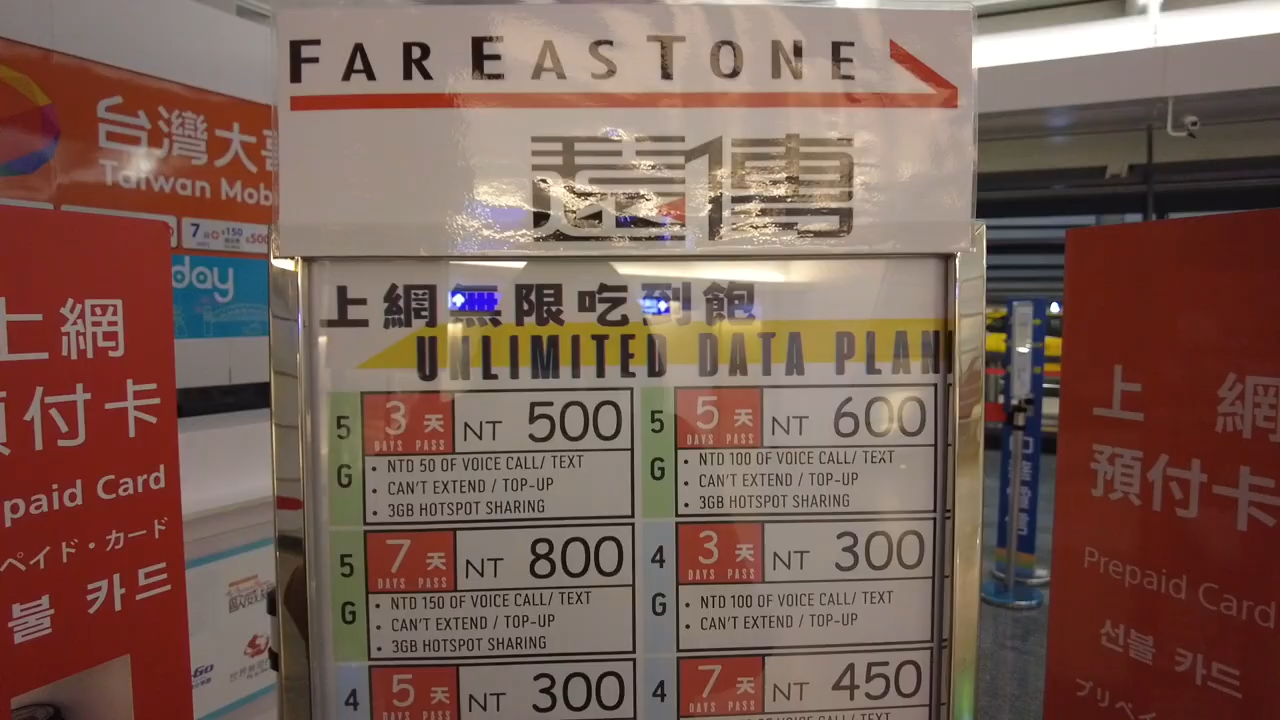 FAREASTONE
遠傳
上網無限吃到飽
UNLIMITED DATA PLAN
5G
3天
DAYS PASS
NT 500
• NTD 50 OF VOICE CALL/ TEXT
• CAN'T EXTEND / TOP-UP
• 3GB HOTSPOT SHARING
5G
5天
DAYS PASS
NT 600
• NTD 100 OF VOICE CALL/ TEXT
• CAN'T EXTEND / TOP-UP
• 3GB HOTSPOT SHARING
5G
7天
DAYS PASS
NT 800
• NTD 150 OF VOICE CALL/ TEXT
• CAN'T EXTEND / TOP-UP
• 3GB HOTSPOT SHARING
4G
3天
DAYS PASS
NT 300
• NTD 100 OF VOICE CALL/ TEXT
• CAN'T EXTEND / TOP-UP
4
5天
DAYS PASS
NT 300
4
7天
DAYS PASS
NT 450
台灣大
Taiwan Mob
day
上網
付卡
paid Card
ペイド・カード
불 카드
上網
預付卡
Prepaid Card
선불 카드
プリペイ